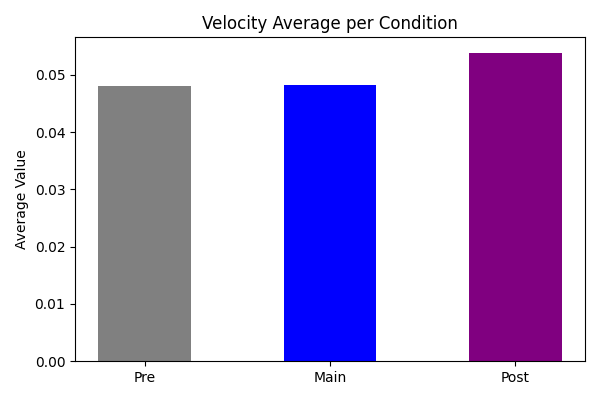 Velocity Average per Condition
Average Value
0.05
0.04
0.03
0.02
0.01
0.00
Pre
Main
Post